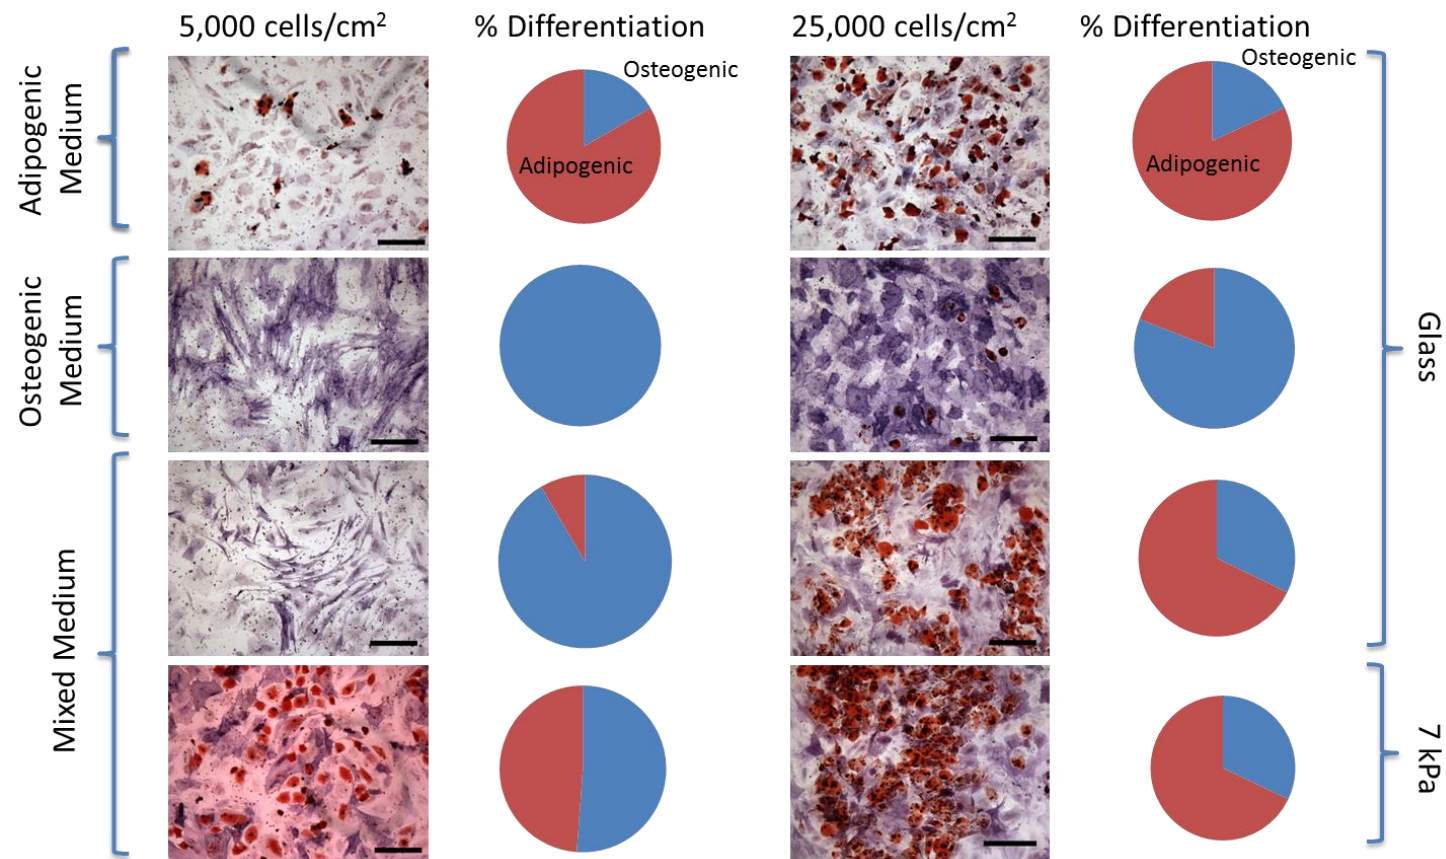 5,000 cells/cm²
% Differentiation
25,000 cells/cm²
% Differentiation
Adipogenic
Medium
Osteogenic
Adipogenic
Osteogenic
Adipogenic
Osteogenic
Medium
Glass
Mixed Medium
7 kPa